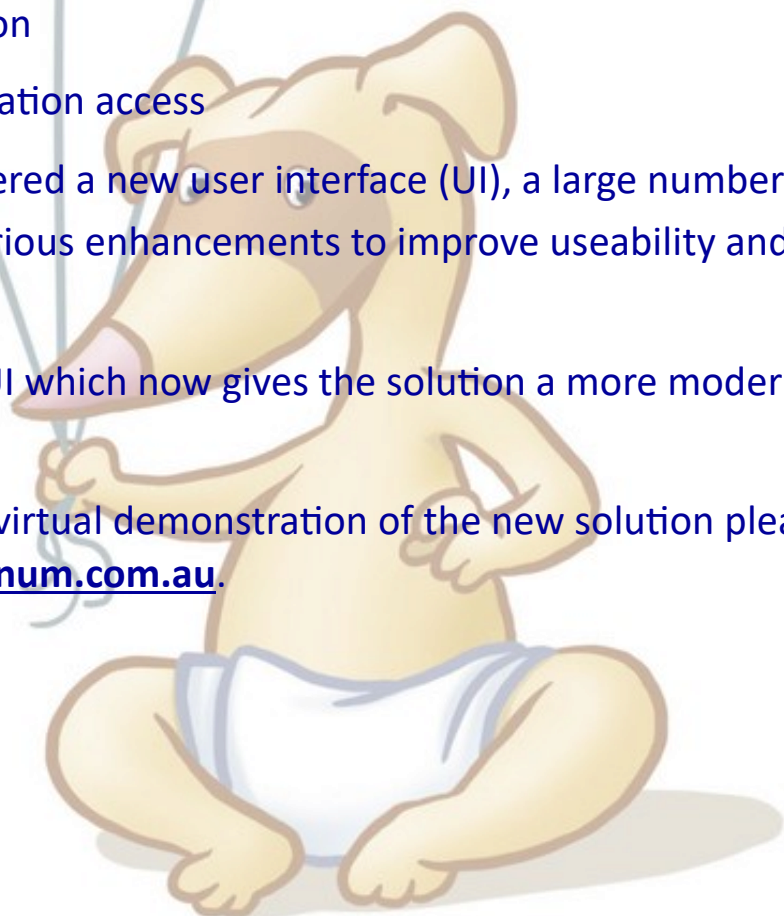 on
ation access
ered a new user interface (UI), a large number
rious enhancements to improve useability and
UI which now gives the solution a more moder
virtual demonstration of the new solution plea
num.com.au.